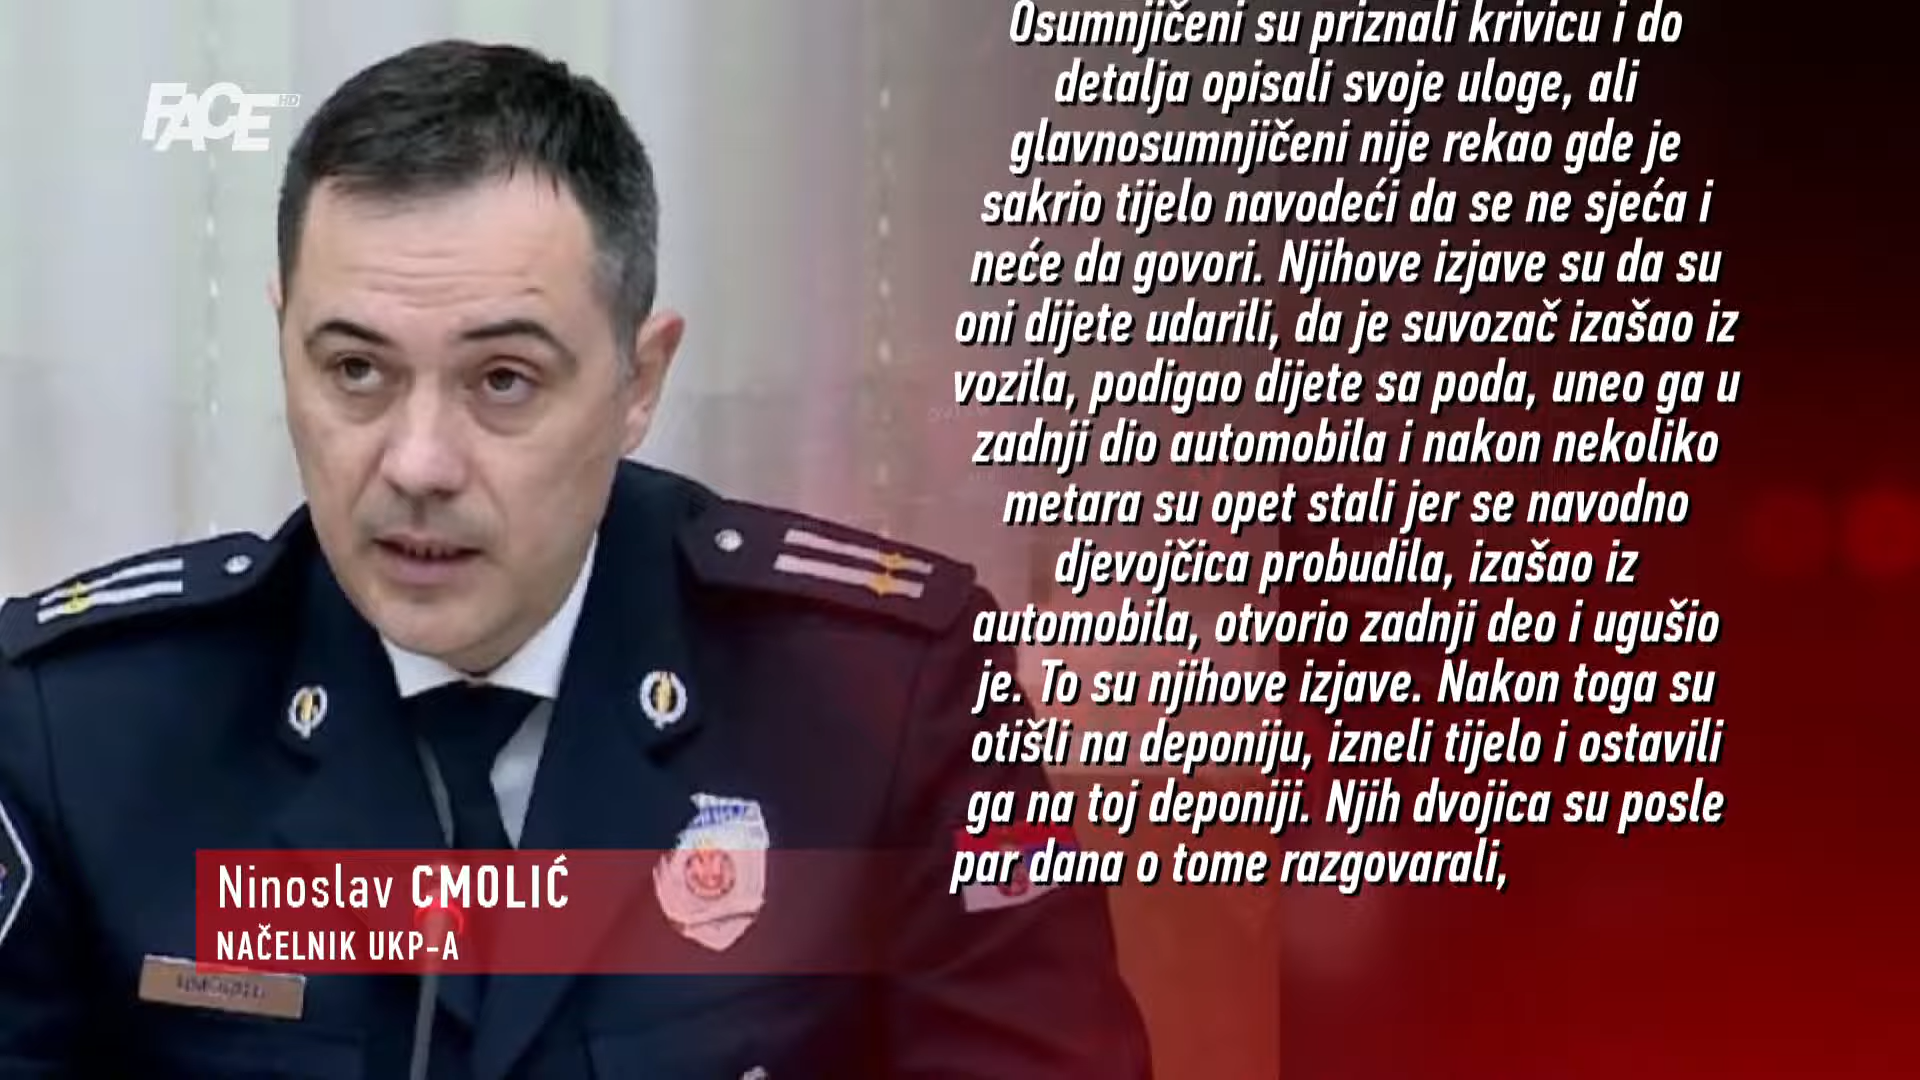 FACE HD
Osumnjičeni su priznali krivicu i do
detalja opisali svoje uloge, ali
glavnosumnjičeni nije rekao gde je
sakrio tijelo navodeći da se ne sjeća i
neće da govori. Njihove izjave su da su
oni dijete udarili, da je suvozač izašao iz
vozila, podigao dijete sa poda, uneo ga u
zadnji dio automobila i nakon nekoliko
metara su opet stali jer se navodno
djevojčica probudila, izašao iz
automobila, otvorio zadnji deo i ugušio
je. To su njihove izjave. Nakon toga su
otišli na deponiju, izneli tijelo i ostavili
ga na toj deponiji. Njih dvojica su posle
par dana o tome razgovarali,
Ninoslav CMOLIĆ
NAČELNIK UKP-A